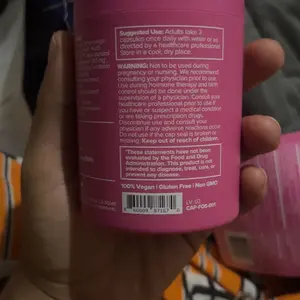 Suggested Use: Adults take 2
capsules once daily with water or as
directed by a healthcare professional.
Store in a cool, dry place.
WARNING: Not to be used during
pregnancy or nursing. We recommend
consulting your physician prior to use.
Use during hormone therapy and birth
control should be done under the
supervision of a physician. Consult your
healthcare professional prior to use if
you have or suspect a medical condition
or are taking prescription drugs.
Discontinue use and consult your
physician if any adverse reactions occur.
Do not use if the cap seal is broken or
missing. Keep out of reach of children.
*These statements have not been
evaluated by the Food and Drug
Administration. This product is not
intended to diagnose, treat, cure, or
prevent any disease.
100% Vegan | Gluten Free | Non GMO
LV-03